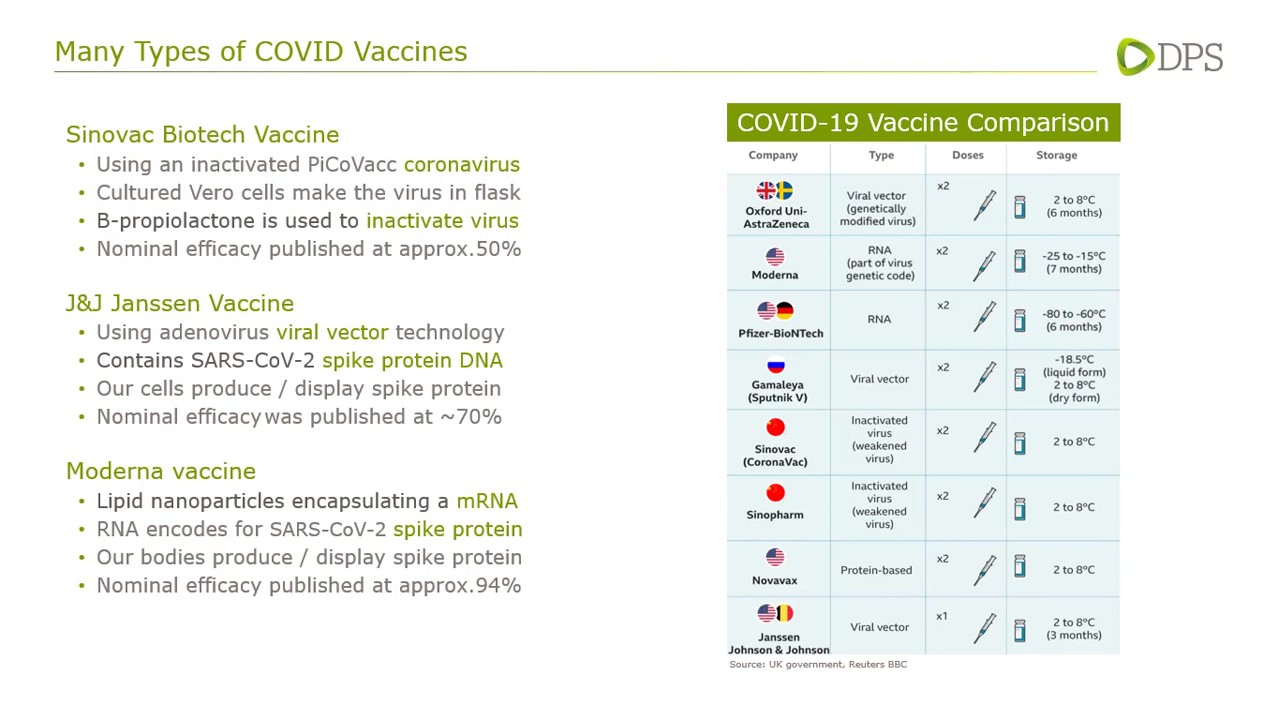 Many Types of COVID Vaccines
DPS
Sinovac Biotech Vaccine
• Using an inactivated PiCoVacc coronavirus
• Cultured Vero cells make the virus in flask
• B-propiolactone is used to inactivate virus
• Nominal efficacy published at approx.50%
J&J Janssen Vaccine
• Using adenovirus viral vector technology
• Contains SARS-CoV-2 spike protein DNA
• Our cells produce / display spike protein
• Nominal efficacy was published at ~70%
Moderna vaccine
• Lipid nanoparticles encapsulating a mRNA
• RNA encodes for SARS-CoV-2 spike protein
• Our bodies produce / display spike protein
• Nominal efficacy published at approx.94%
COVID-19 Vaccine Comparison
Company Type Doses Storage
Oxford Uni-
AstraZeneca
Viral vector
(genetically
modified virus)
x2
2 to 8°C
(6 months)
Moderna
RNA
(part of virus
genetic code)
x2
-25 to -15°C
(7 months)
Pfizer-BioNTech
RNA
x2
-80 to -60°C
(6 months)
Gamaleya
(Sputnik V)
Viral vector
x2
-18.5°C
(liquid form)
2 to 8°C
(dry form)
Sinovac
(CoronaVac)
Inactivated
virus
(weakened
virus)
x2
2 to 8°C
Sinopharm
Inactivated
virus
(weakened
virus)
x2
2 to 8°C
Novavax
Protein-based
x2
2 to 8°C
Janssen
Johnson & Johnson
Viral vector
x1
2 to 8°C
(3 months)
Source: UK government, Reuters BBC